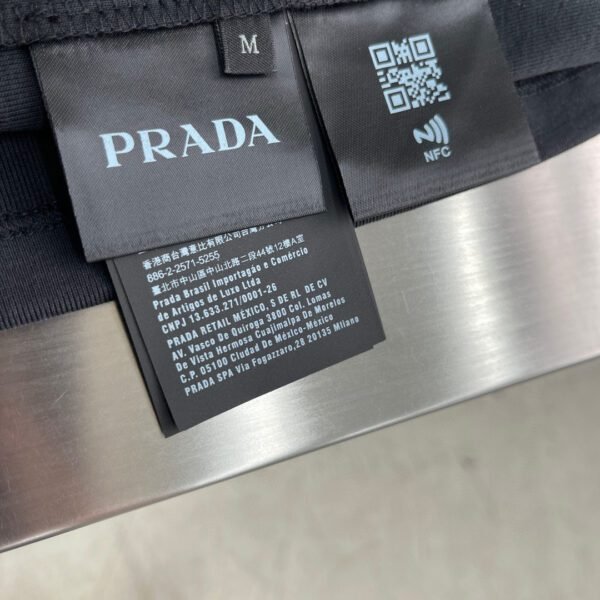 M
PRADA
NFC
香港商台灣意比有限公司台灣分公司
886-2-2571-5255
臺北市中山區中山北路二段44號12樓A室
Prada Brasil Importação e Comércio
de Artigos de Luxo Ltda
CNPJ 13.633.271/0001-26
PRADA RETAIL MÉXICO, S DE RL DE CV
AV. Vasco De Quiroga 3800 Col. Lomas
De Vista Hermosa Cuajimalpa De Morelos
C.P. 05100 Ciudad De México-México
PRADA SPA Via Fogazzaro,28 20135 Milano